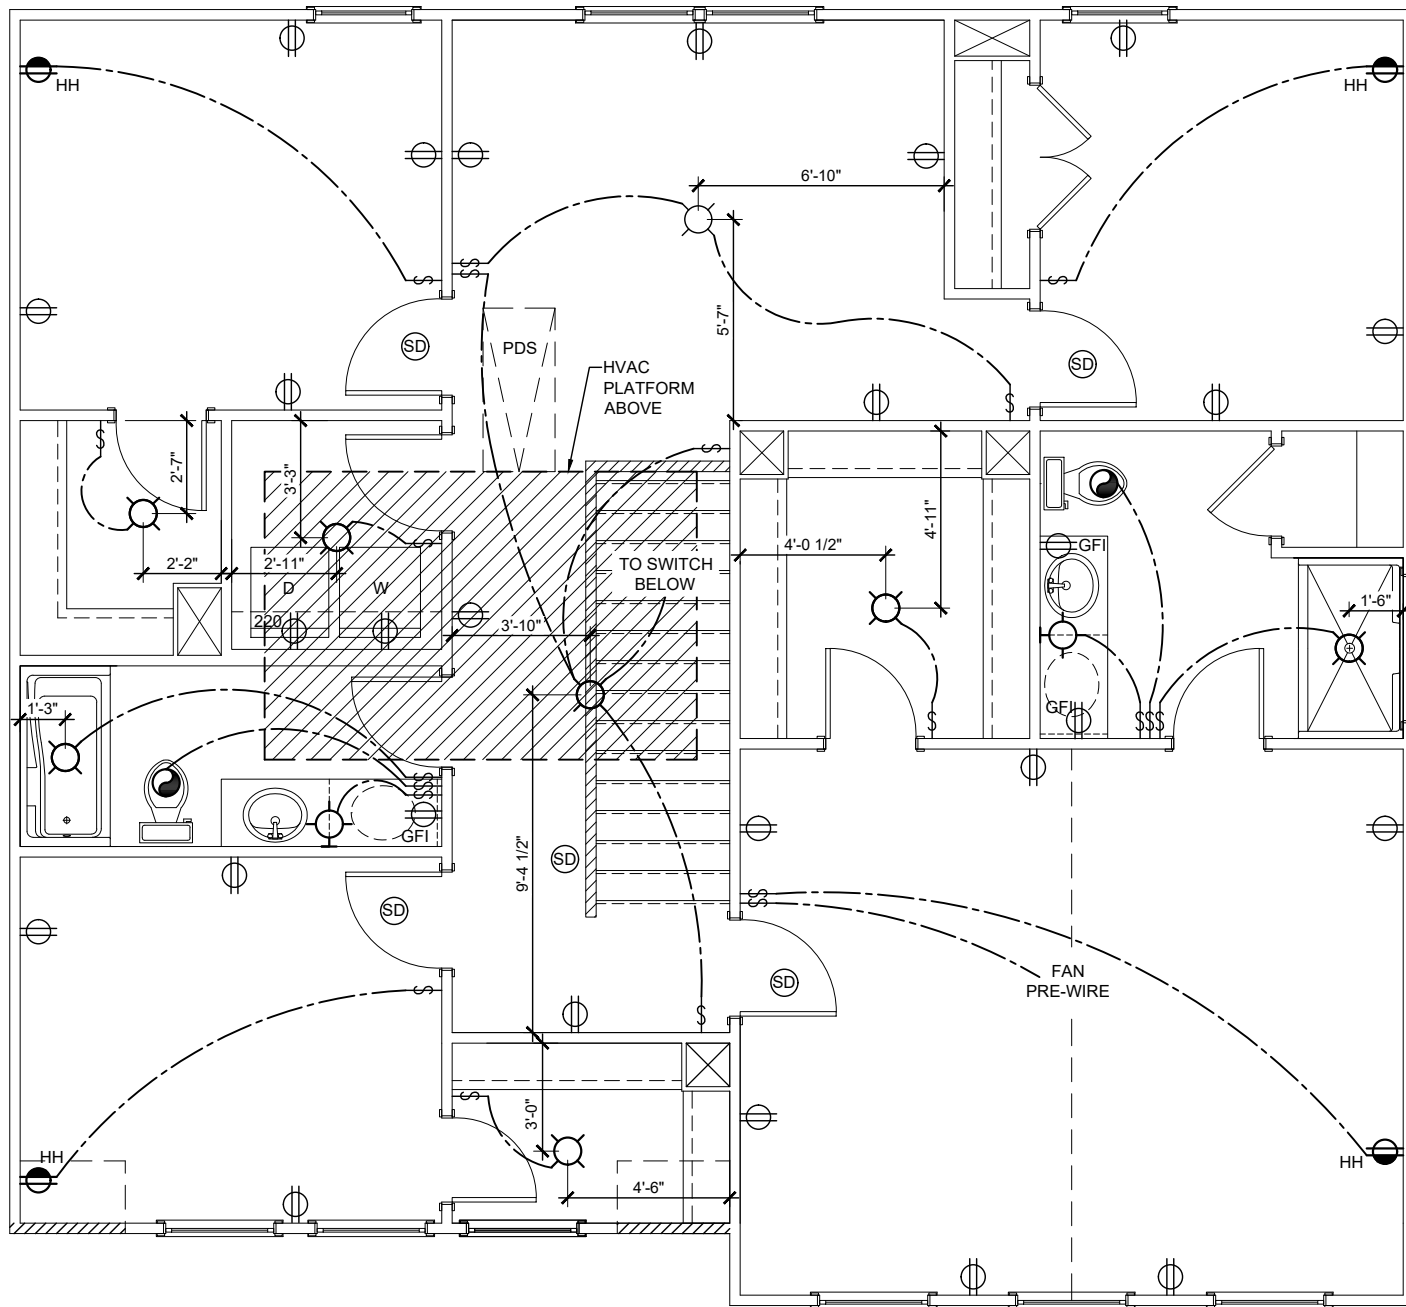 HH
HH
6'-10"
5'-7"
SD
PDS
HVAC
PLATFORM
ABOVE
SD
S
S
S
S
S
S
S
2'-7"
3'-3"
4'-11"
GFI
2'-2"
2'-11"
D
W
220
TO SWITCH
BELOW
4'-0 1/2"
1'-6"
3'-10"
S
S
S
S
S
GFI
1'-3"
S
S
S
GFI
9'-4 1/2"
SD
SD
S
S
SD
FAN
PRE-WIRE
S
S
S
3'-0"
HH
HH
4'-6"